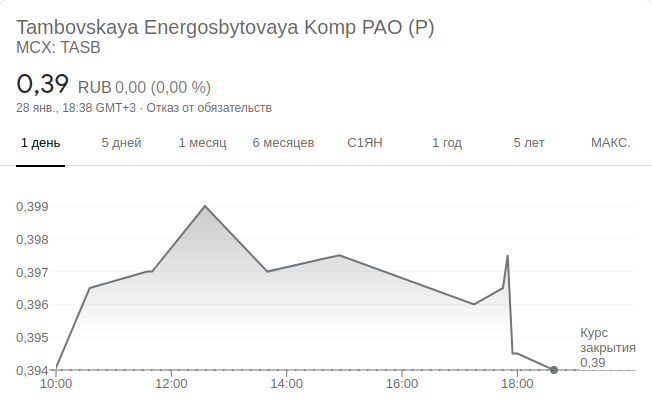 Tambovskaya Energosbytovaya Komp PAO (P)
MCX: TASB
0,39 RUB 0,00 (0,00 %)
28 янв., 18:38 GMT+3 · Отказ от обязательств
1 день 5 дней 1 месяц 6 месяцев С1ЯН 1 год 5 лет МАКС.
0,399
0,398
0,397
0,396
0,395
0,394
Курс
закрытия
0,39
10:00 12:00 14:00 16:00 18:00